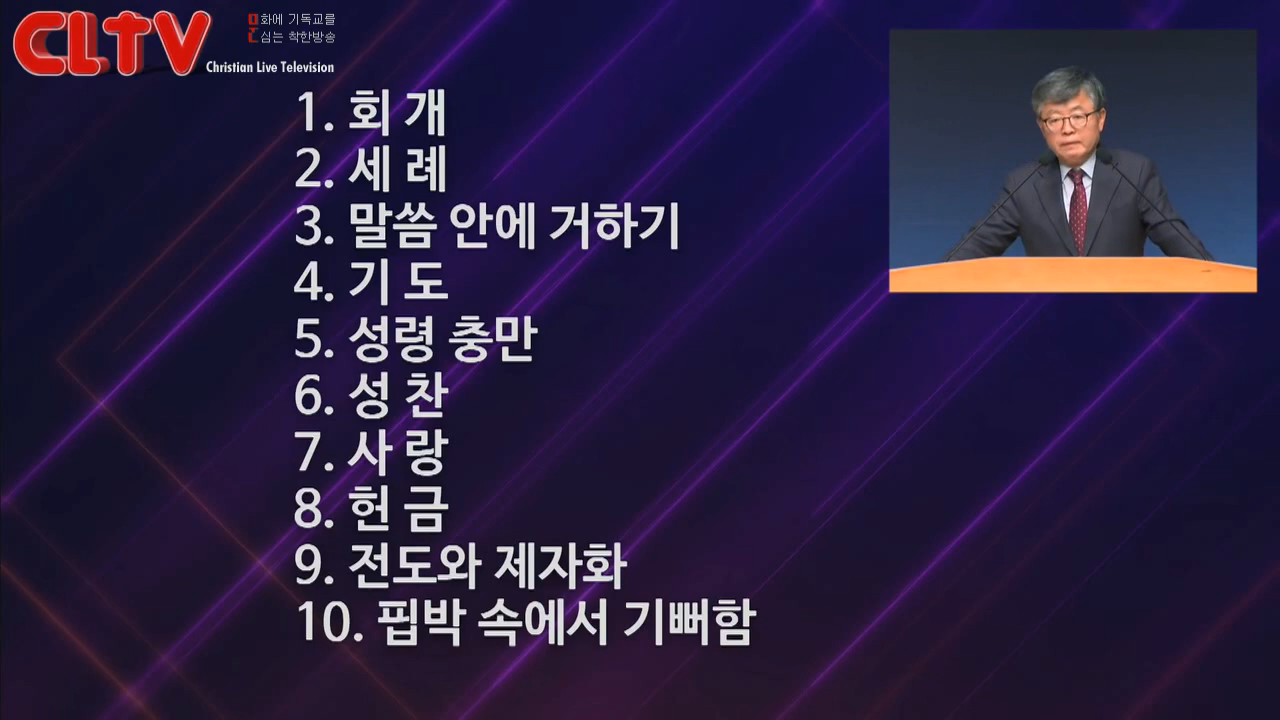 CLTV
문화에 기독교를
심는 착한방송
Christian Live Television
1. 회 개
2. 세 례
3. 말씀 안에 거하기
4. 기 도
5. 성령 충만
6. 성 찬
7. 사 랑
8. 헌 금
9. 전도와 제자화
10. 핍박 속에서 기뻐함